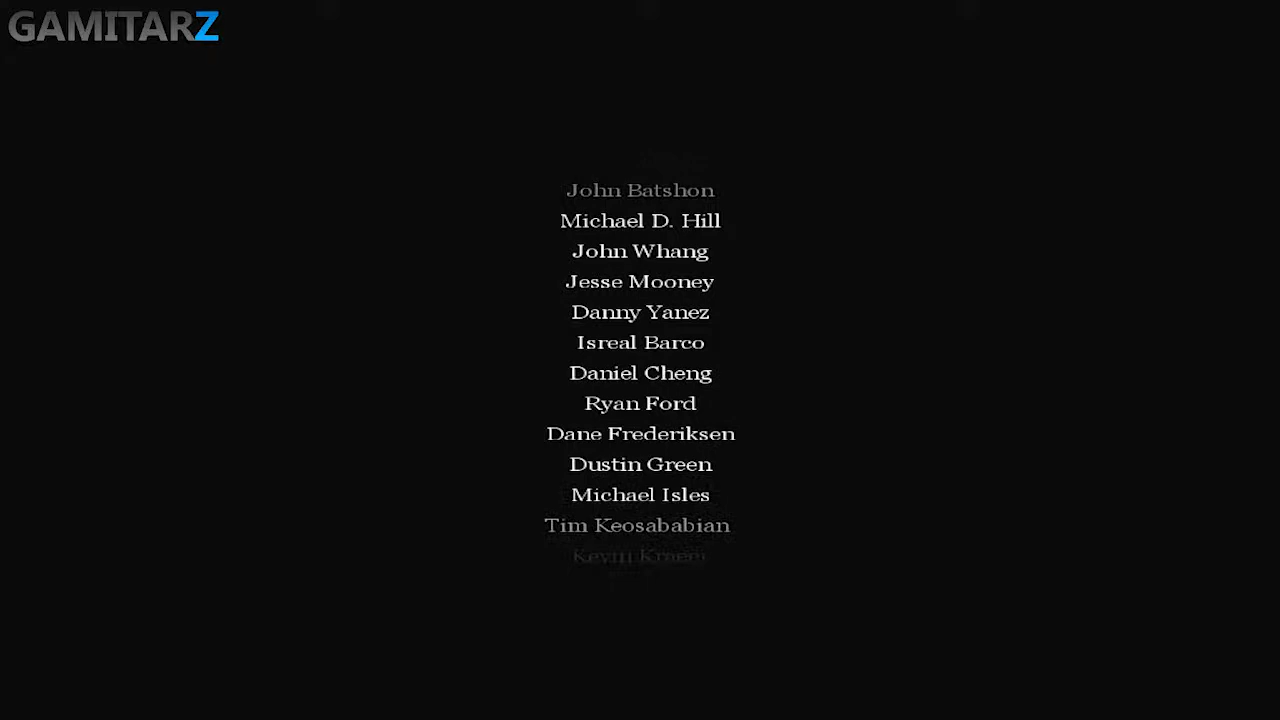 GAMITARZ
John Batshon
Michael D. Hill
John Whang
Jesse Mooney
Danny Yanez
Isreal Barco
Daniel Cheng
Ryan Ford
Dane Frederiksen
Dustin Green
Michael Isles
Tim Keosababian
Kevin